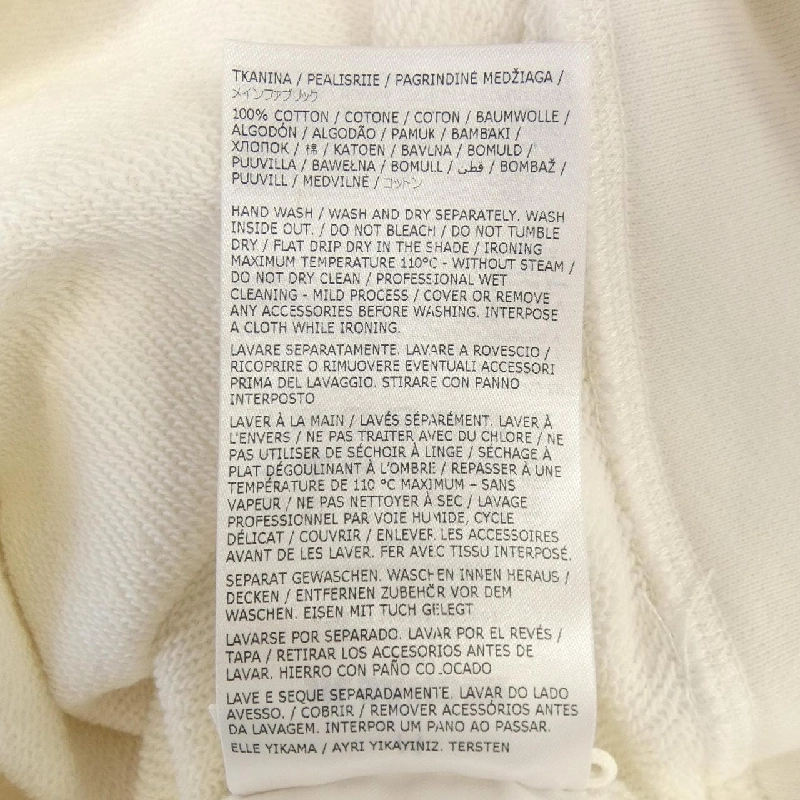 TKANINA / PEALISRIIE / PAGRINDINĖ MEDŽIAGA /
メインファブリック
100% COTTON / COTONE / COTON / BAUMWOLLE /
ALGODÓN / ALGODÃO / PAMUK / BAMBAKI /
ХЛОПОК / 棉 / KATOEN / BAVLNA / BOMULD /
PUUVILLA / BAWEŁNA / BOMULL / قطن / BOMBAŽ /
PUUVILL / MEDVILNĖ / コットン
HAND WASH / WASH AND DRY SEPARATELY. WASH
INSIDE OUT. / DO NOT BLEACH / DO NOT TUMBLE
DRY / FLAT DRIP DRY IN THE SHADE / IRONING
MAXIMUM TEMPERATURE 110°C - WITHOUT STEAM /
DO NOT DRY CLEAN / PROFESSIONAL WET
CLEANING - MILD PROCESS / COVER OR REMOVE
ANY ACCESSORIES BEFORE WASHING. INTERPOSE
A CLOTH WHILE IRONING.
LAVARE SEPARATAMENTE. LAVARE A ROVESCIO /
RICOPRIRE O RIMUOVERE EVENTUALI ACCESSORI
PRIMA DEL LAVAGGIO. STIRARE CON PANNO
INTERPOSTO
LAVER À LA MAIN / LAVÉS SÉPARÉMENT. LAVER À
L'ENVERS / NE PAS TRAITER AVEC DU CHLORE / NE
PAS UTILISER DE SÉCHOIR À LINGE / SÉCHAGE À
PLAT DÉGOULINANT À L'OMBRE / REPASSER À UNE
TEMPÉRATURE DE 110 °C MAXIMUM – SANS
VAPEUR / NE PAS NETTOYER À SEC / LAVAGE
PROFESSIONNEL PAR VOIE HUMIDE, CYCLE
DÉLICAT / COUVRIR / ENLEVER LES ACCESSOIRES
AVANT DE LES LAVER. FER AVEC TISSU INTERPOSÉ.
SEPARAT GEWASCHEN. WASCHEN INNEN HERAUS /
DECKEN / ENTFERNEN ZUBEHÖR VOR DEM
WASCHEN. EISEN MIT TUCH GELEGT
LAVARSE POR SEPARADO. LAVAR POR EL REVÉS /
TAPA / RETIRAR LOS ACCESORIOS ANTES DE
LAVAR. HIERRO CON PAÑO COLOCADO
LAVE E SEQUE SEPARADAMENTE. LAVAR DO LADO
AVESSO. / COBRIR / REMOVER ACESSÓRIOS ANTES
DA LAVAGEM. INTERPOR UM PANO AO PASSAR.
ELLE YIKAMA / AYRI YIKAYINIZ. TERSTEN